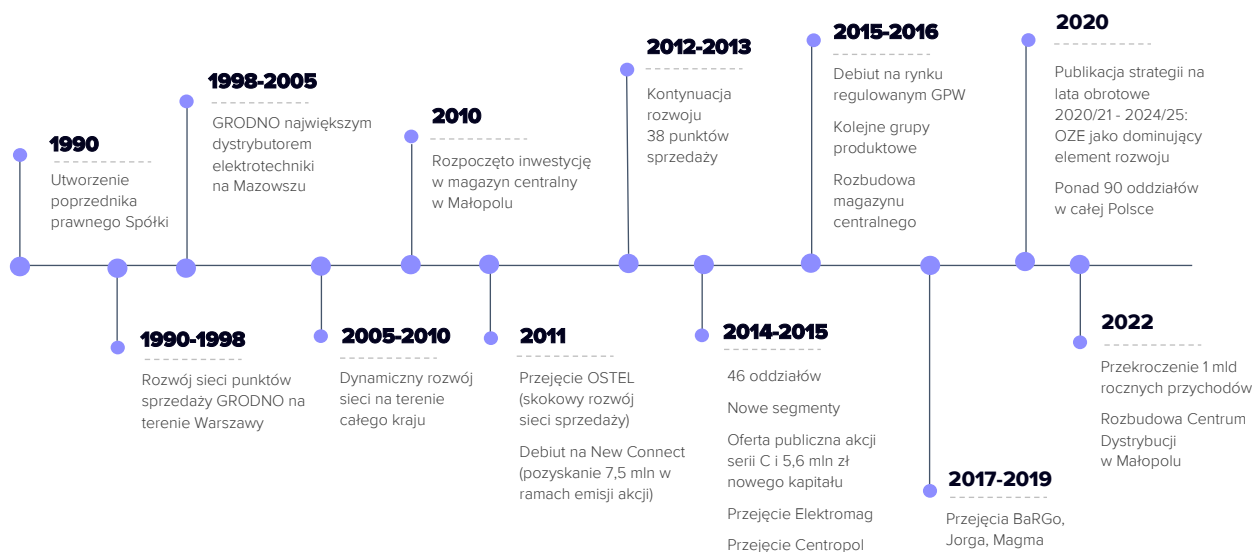 1990
Utworzenie
poprzednika
prawnego Spółki
1990-1998
Rozwój sieci punktów
sprzedaży GRODNO na
terenie Warszawy
1998-2005
GRODNO największym
dystrybutorem
elektrotechniki
na Mazowszu
2005-2010
Dynamiczny rozwój
sieci na terenie
całego kraju
2010
Rozpoczęto inwestycję
w magazyn centralny
w Małopolu
2011
Przejęcie OSTEL
(skokowy rozwój
sieci sprzedaży)
Debiut na New Connect
(pozyskanie 7,5 mln w
ramach emisji akcji)
2012-2013
Kontynuacja
rozwoju
38 punktów
sprzedaży
2014-2015
46 oddziałów
Nowe segmenty
Oferta publiczna akcji
serii C i 5,6 mln zł
nowego kapitału
Przejęcie Elektromag
Przejęcie Centropol
2015-2016
Debiut na rynku
regulowanym GPW
Kolejne grupy
produktowe
Rozbudowa
magazynu
centralnego
2017-2019
Przejęcia BaRGo,
Jorga, Magma
2020
Publikacja strategii na
lata obrotowe
2020/21 - 2024/25:
OZE jako dominujący
element rozwoju
Ponad 90 oddziałów
w całej Polsce
2022
Przekroczenie 1 mld
rocznych przychodów
Rozbudowa Centrum
Dystrybucji
w Małopolu